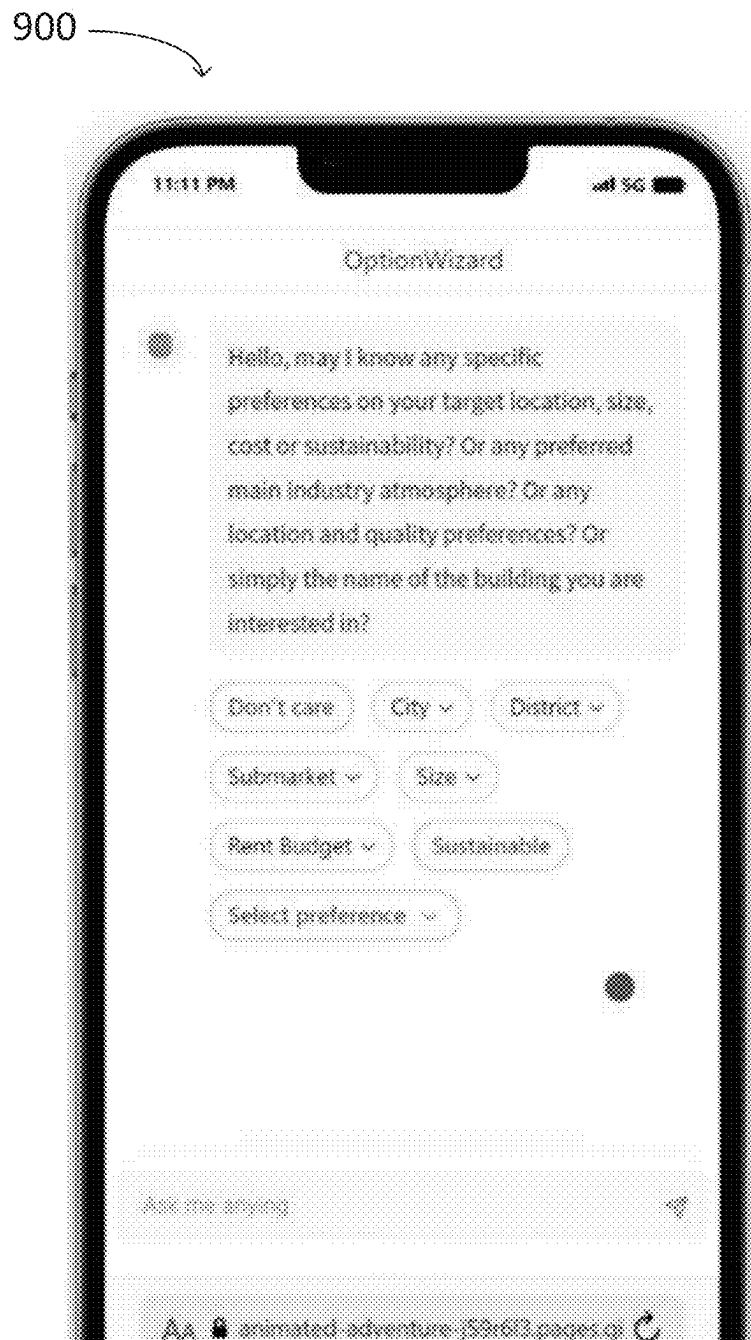 900
11:11 PM 5G
OptionWizard
Hello, may I know any specific
preferences on your target location, size,
cost or sustainability? Or any preferred
main industry atmosphere? Or any
location and quality preferences? Or
simply the name of the building you are
interested in?
Don't care City District
Submarket Size
Rent Budget Sustainable
Select preference
Ask me anying
AA